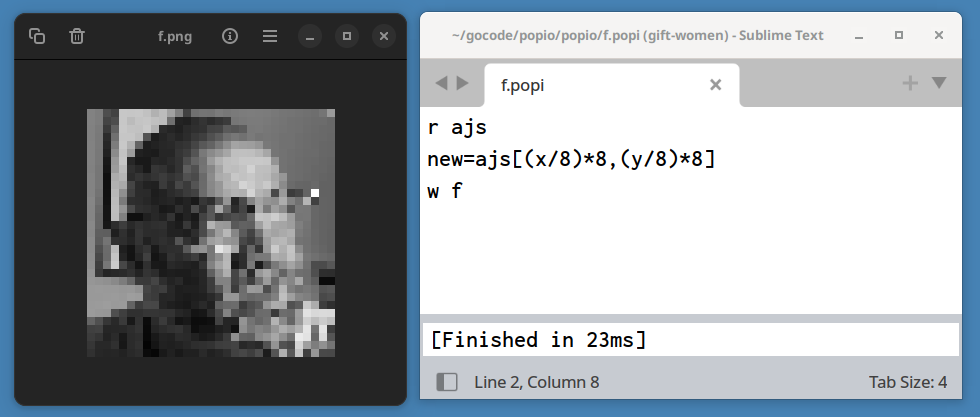 f.png
~/gocode/popio/popio/f.popi (gift-women) - Sublime Text
f.popi
r ajs
new=ajs[(x/8)*8,(y/8)*8]
w f
[Finished in 23ms]
Line 2, Column 8
Tab Size: 4